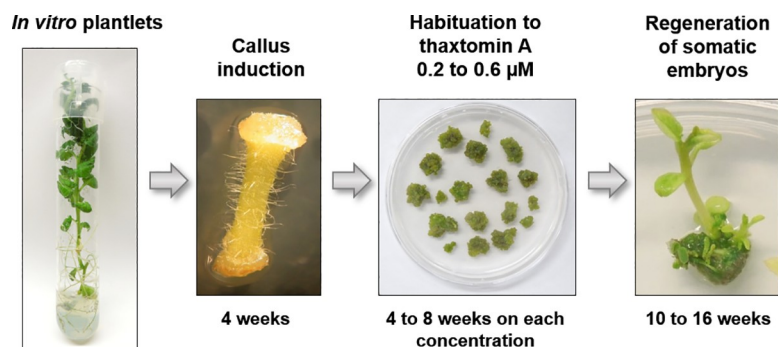 In vitro plantlets
Callus
induction
Habituation to
thaxtomin A
0.2 to 0.6 µM
Regeneration
of somatic
embryos
4 weeks
4 to 8 weeks on each
concentration
10 to 16 weeks